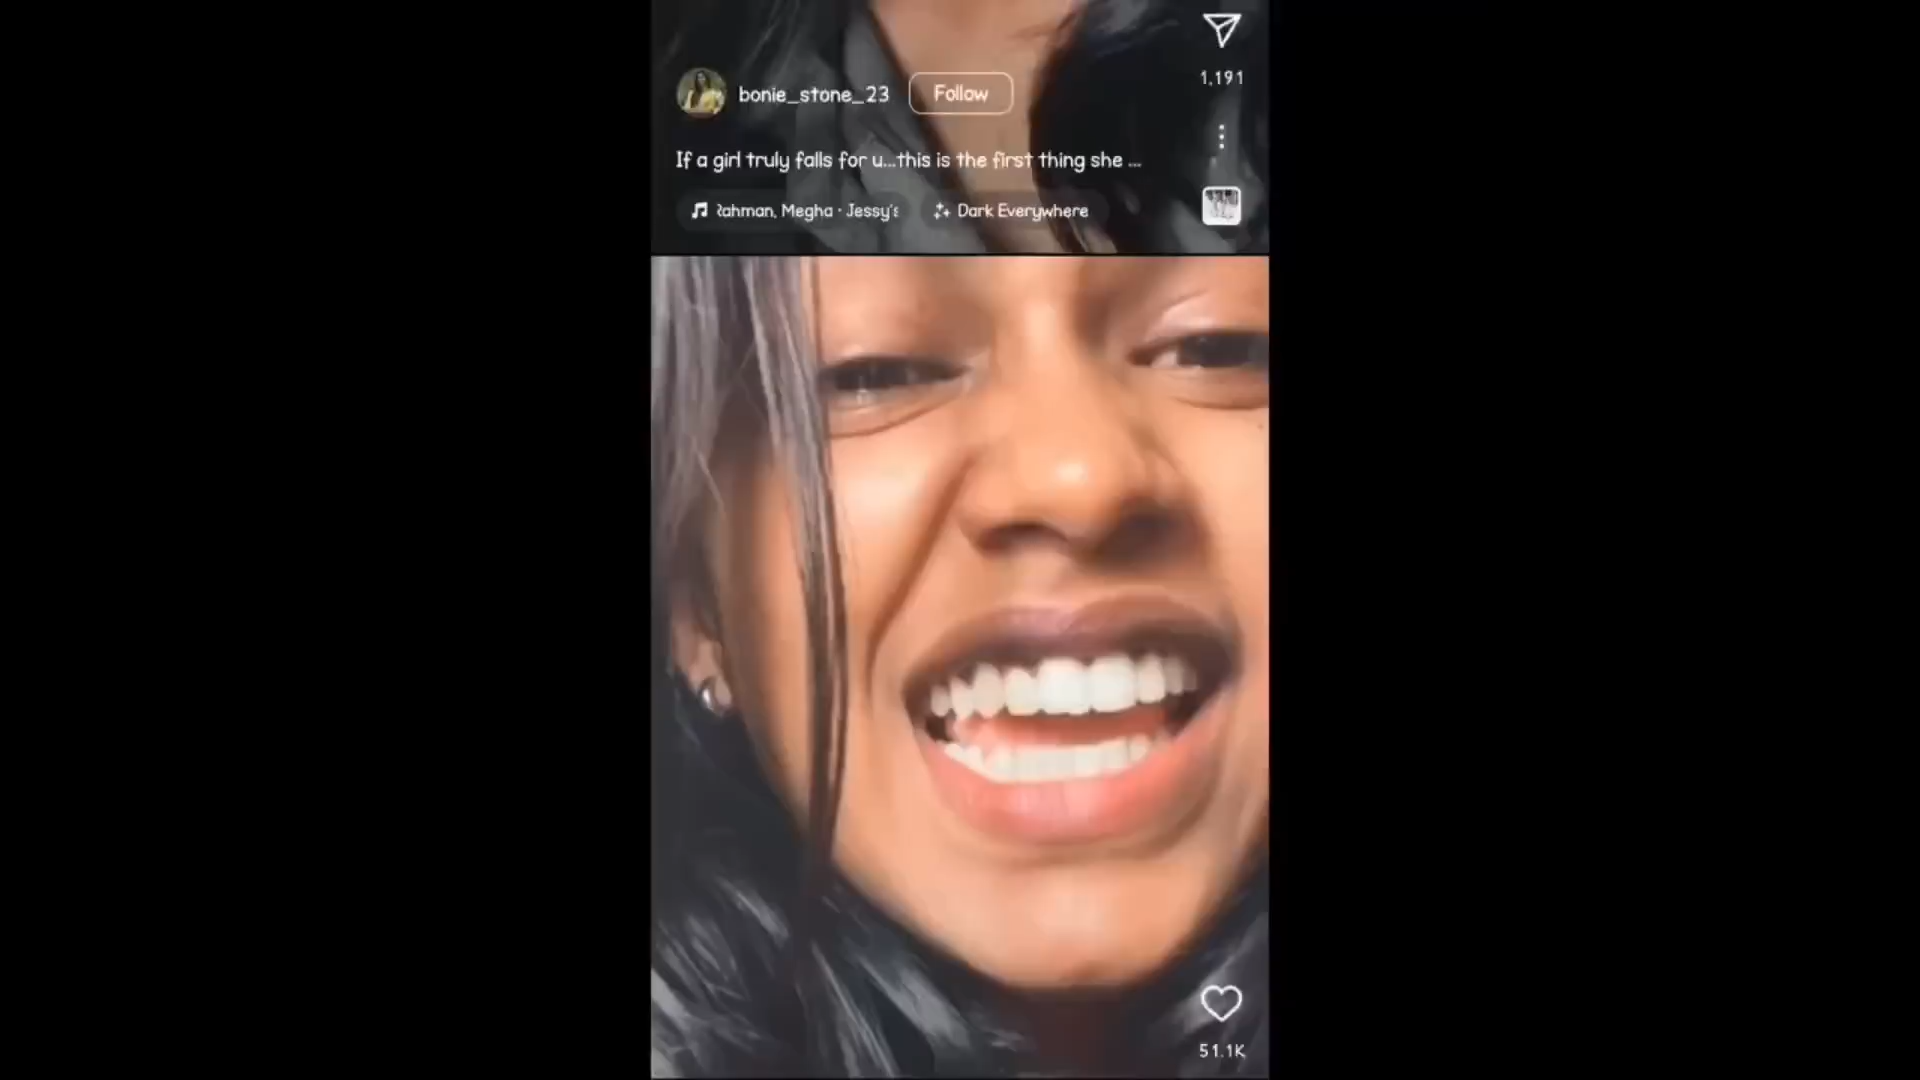 1,191
bonie_stone_23 Follow
If a girl truly falls for u...this is the first thing she ...
Rahman, Megha · Jessy's Dark Everywhere
51.1K